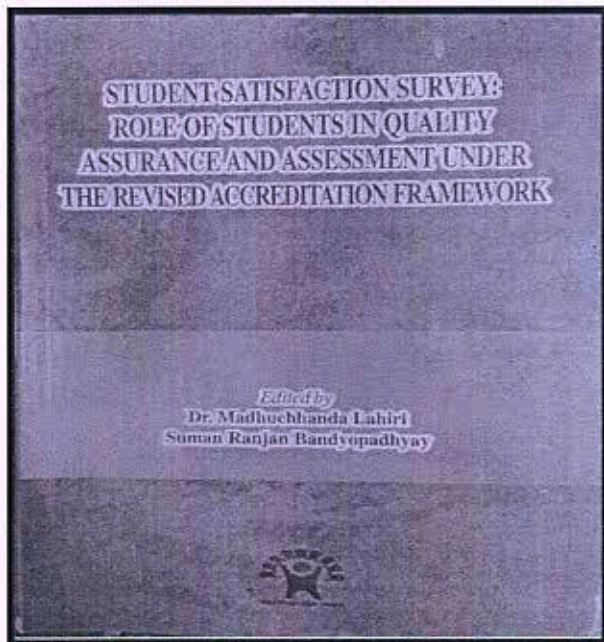 STUDENT SATISFACTION SURVEY:
ROLE OF STUDENTS IN QUALITY
ASSURANCE AND ASSESSMENT UNDER
THE REVISED ACCREDITATION FRAMEWORK
Edited by
Dr. Madhuchhanda Lahiri
Suman Ranjan Bandyopadhyay